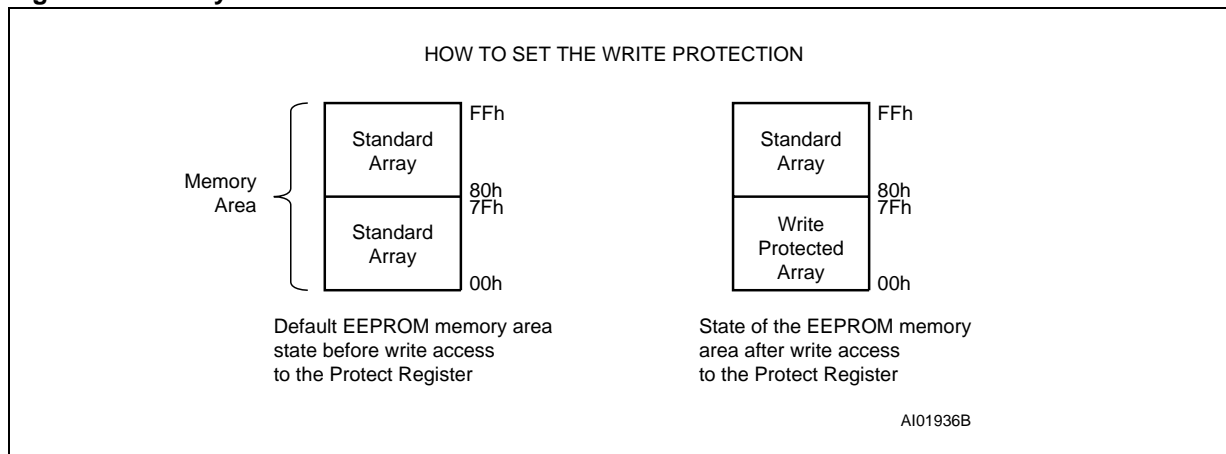 HOW TO SET THE WRITE PROTECTION
Memory
Area
Standard
Array
Standard
Array
FFh
80h
7Fh
00h
Default EEPROM memory area
state before write access
to the Protect Register
Standard
Array
Write
Protected
Array
FFh
80h
7Fh
00h
State of the EEPROM memory
area after write access
to the Protect Register
AI01936B